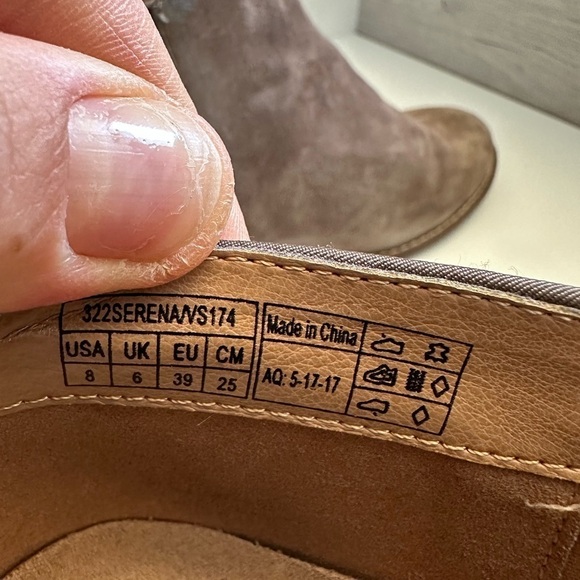 322SERENA/VS174
USA UK EU CM
8 6 39 25
Made in China
AQ: 5-17-17